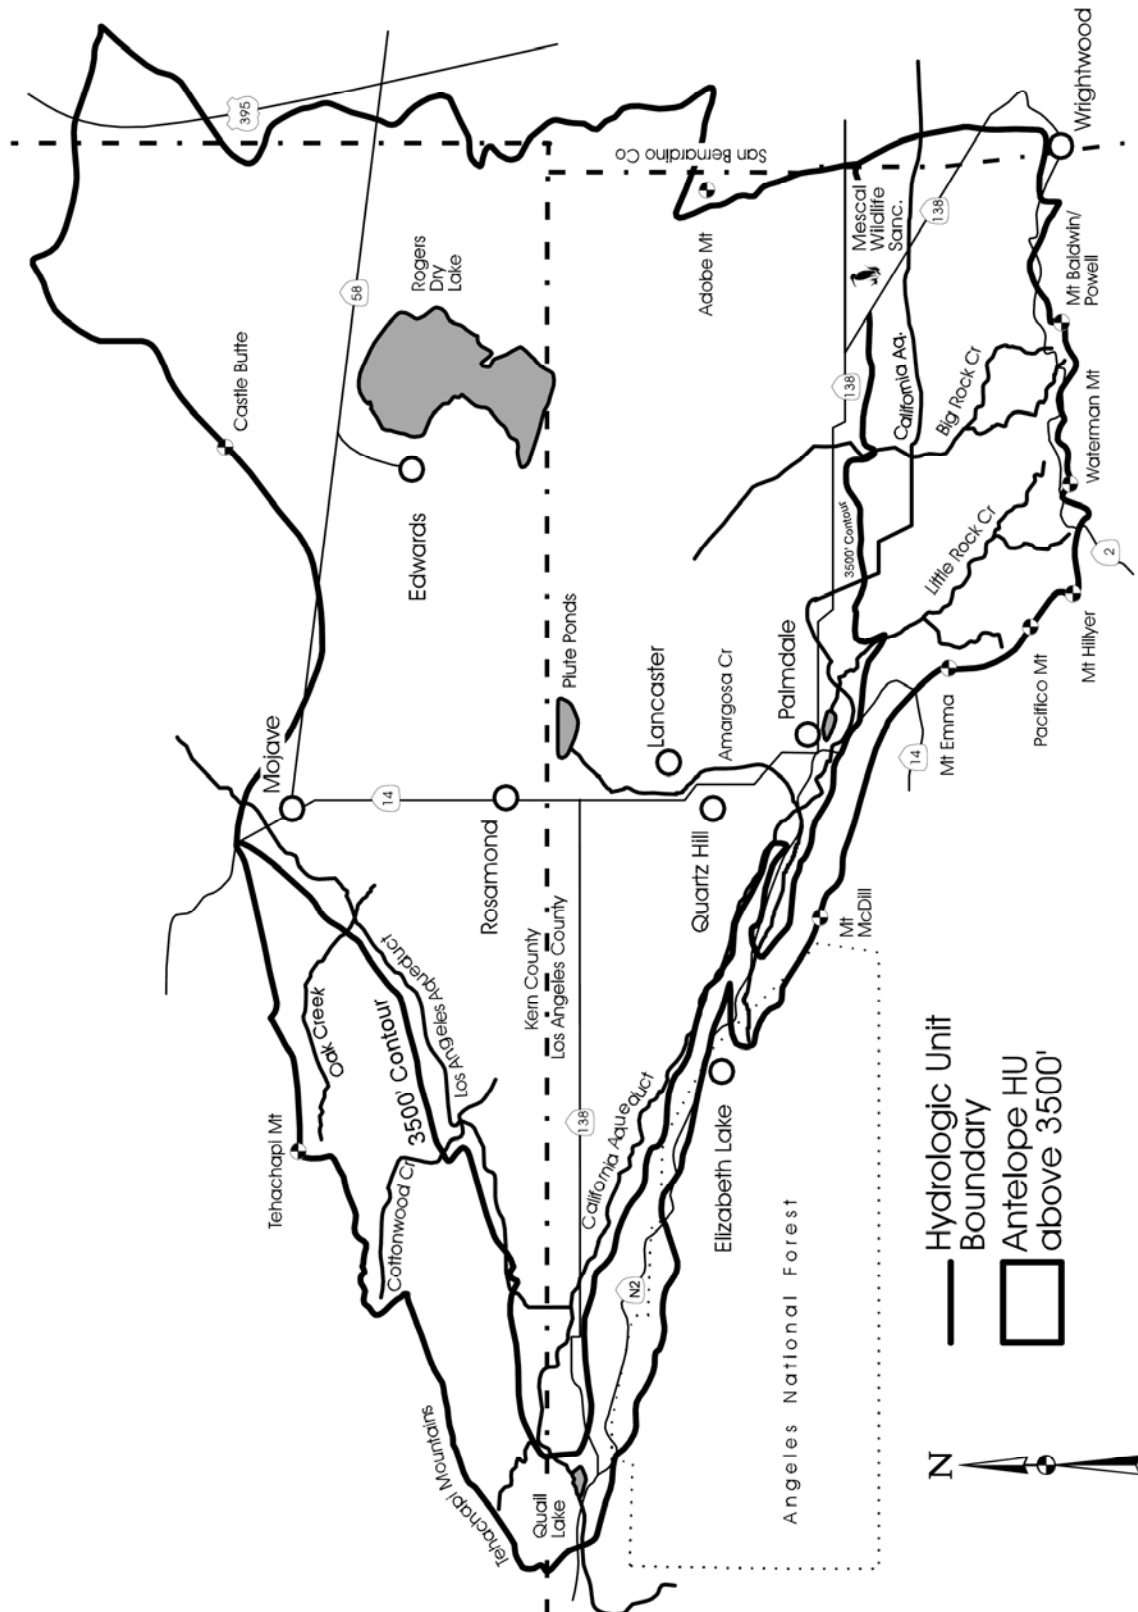 395
San Bernardino Co
Wrightwood
Rogers
Dry
Lake
58
Castle Butte
Adobe Mt
Mescal
Wildlife
Sanc.
138
Mt Baldwin/
Powell
California Aq.
138
Big Rock Cr
Waterman Mt
Edwards
3500' Contour
Little Rock Cr
2
Piute Ponds
Mt Hillyer
Pacifico Mt
Mojave
Lancaster
Amargosa Cr
Palmdale
14
Mt Emma
14
Rosamond
Quartz Hill
Mt
McDill
Oak Creek
Los Angeles Aqueduct
3500' Contour
Kern County
Los Angeles County
Tehachapi Mt
Cottonwood Cr
138
California Aqueduct
Elizabeth Lake
N2
Tehachapi Mountains
Quail
Lake
Angeles National Forest
Hydrologic Unit
Boundary
Antelope HU
above 3500'
N